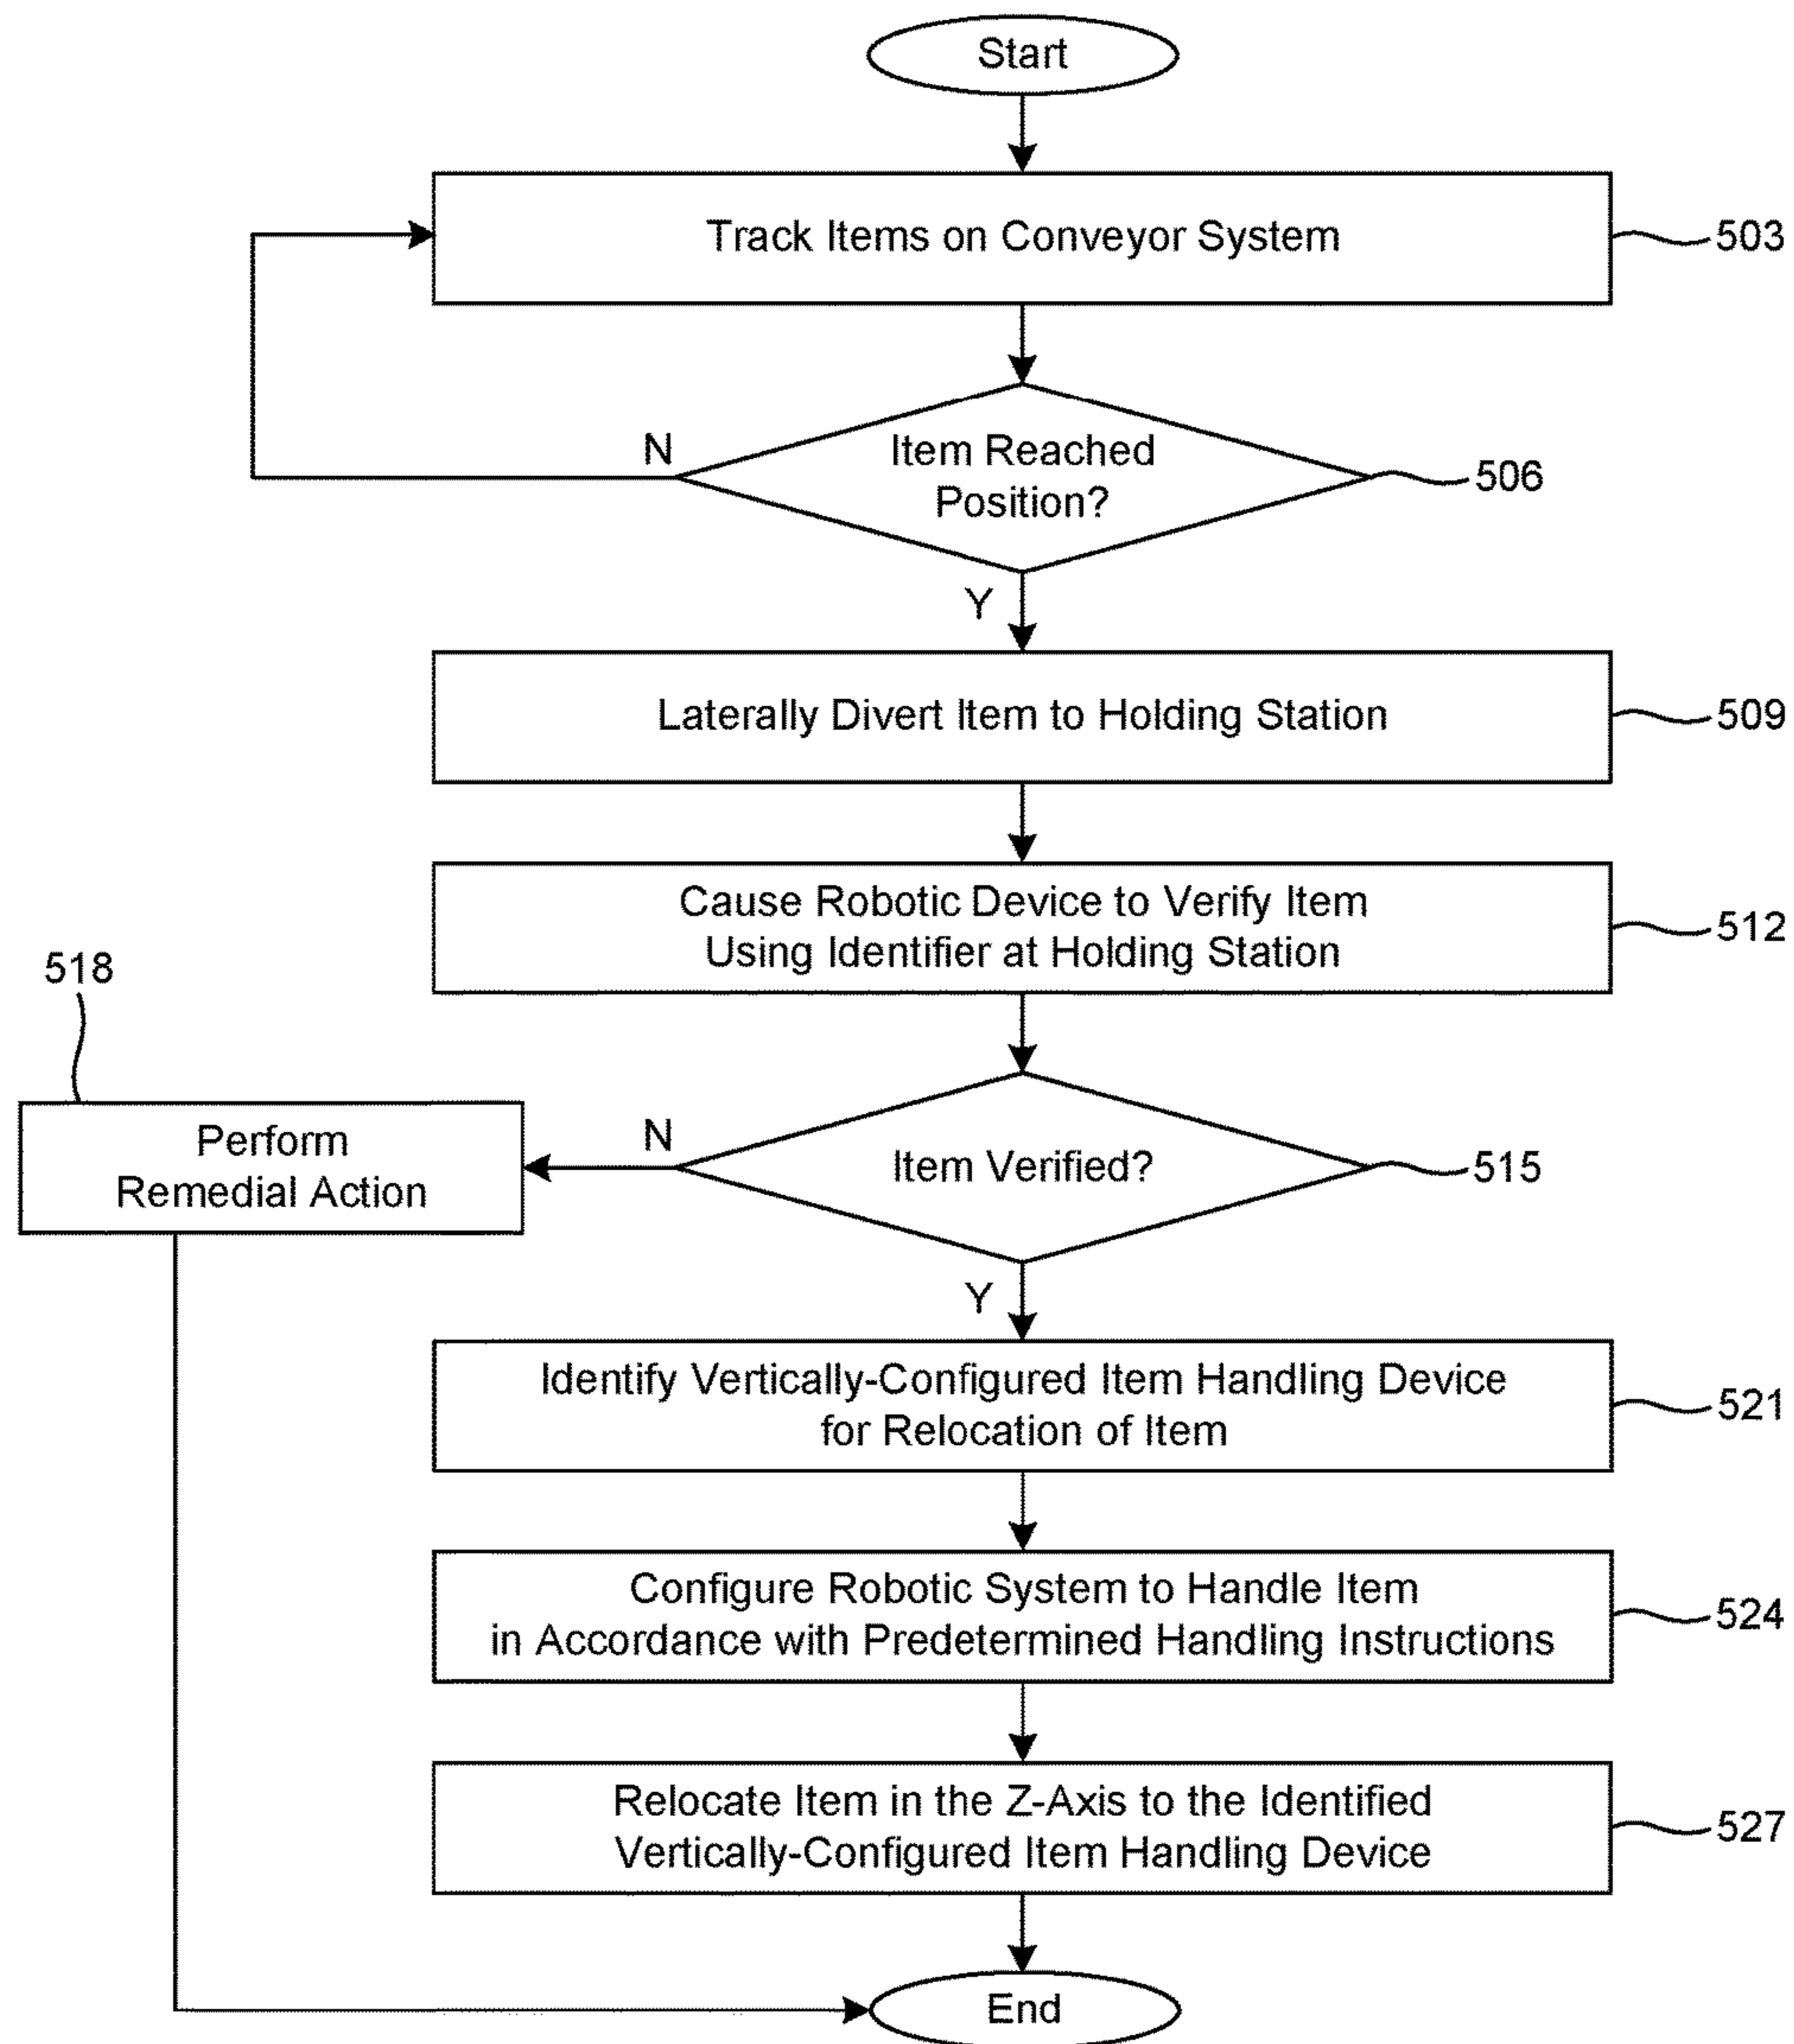 Start
Track Items on Conveyor System
503
N
Item Reached
Position?
506
Y
Laterally Divert Item to Holding Station
509
Cause Robotic Device to Verify Item
Using Identifier at Holding Station
512
518
Perform
Remedial Action
N
Item Verified?
515
Y
Identify Vertically-Configured Item Handling Device
for Relocation of Item
521
Configure Robotic System to Handle Item
in Accordance with Predetermined Handling Instructions
524
Relocate Item in the Z-Axis to the Identified
Vertically-Configured Item Handling Device
527
End